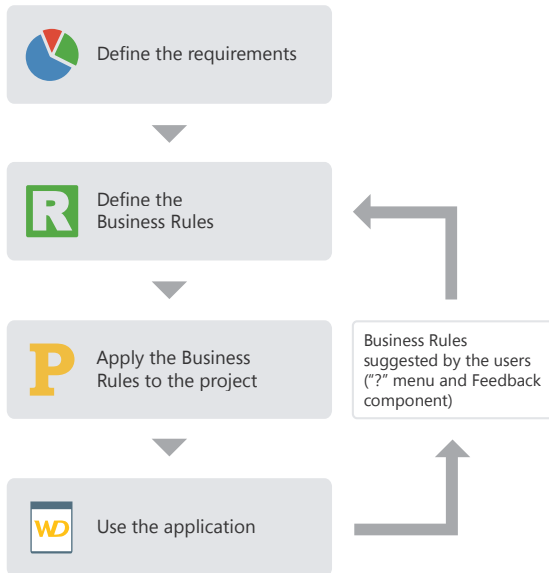 Define the requirements
R
Define the
Business Rules
P
Apply the Business
Rules to the project
Business Rules
suggested by the users
("?" menu and Feedback
component)
WD
Use the application